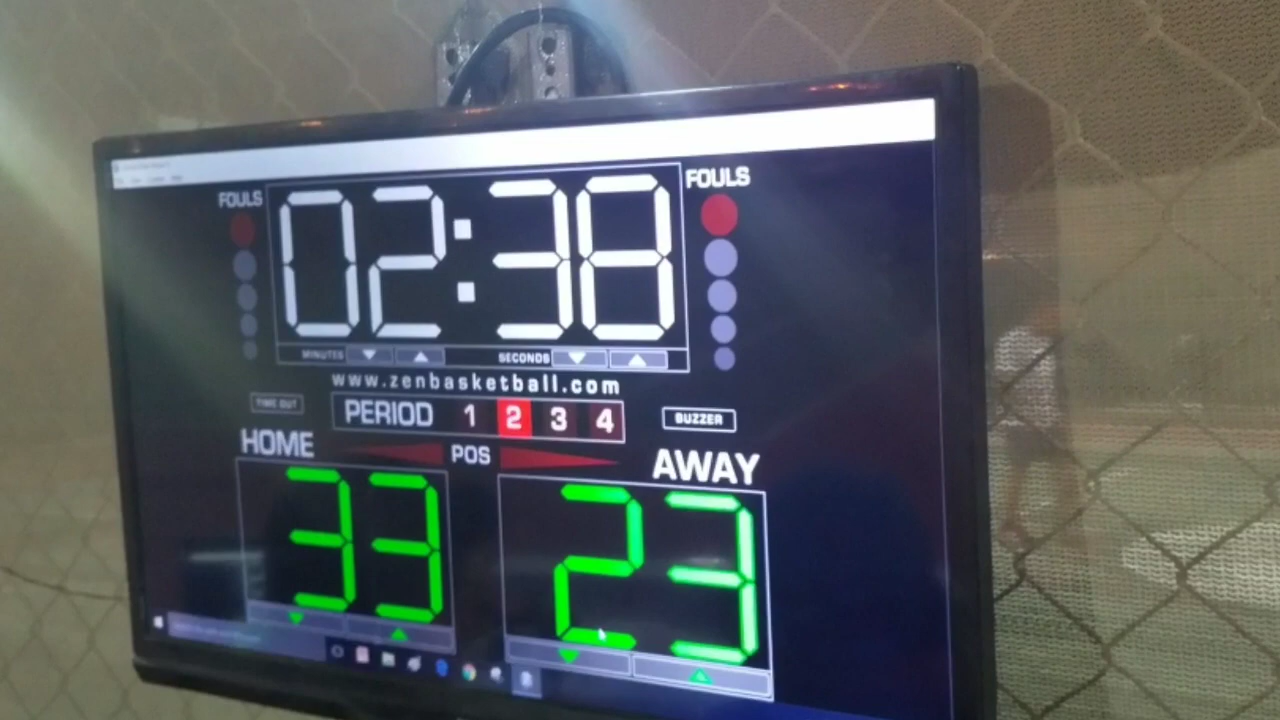 FOULS
02:38
FOULS
MINUTES
SECONDS
www.zenbasketball.com
TIME OUT
PERIOD 1 2 3 4
BUZZER
HOME
POS
AWAY
33
23